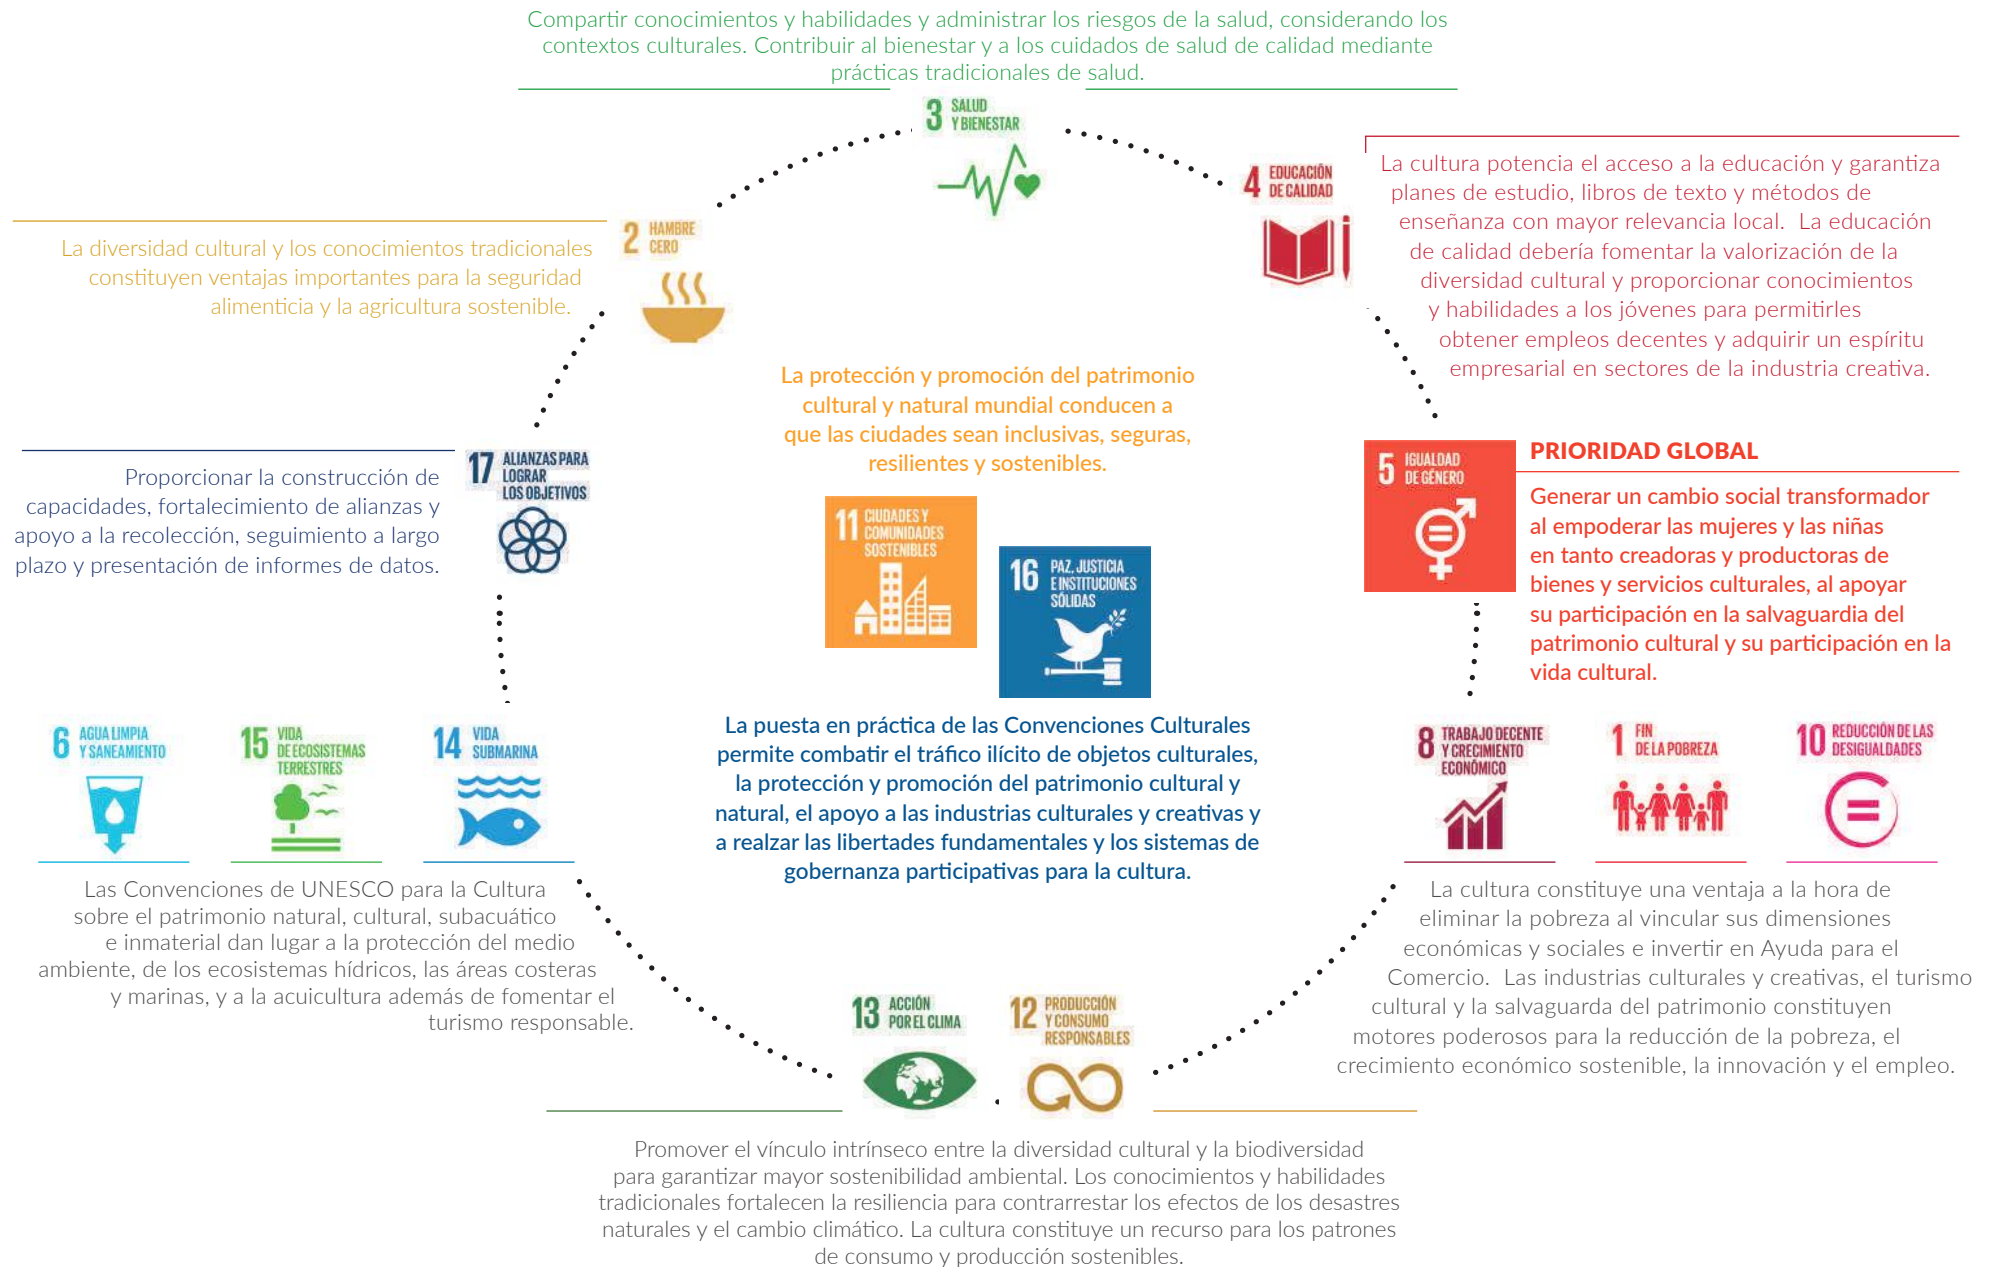 Compartir conocimientos y habilidades y administrar los riesgos de la salud, considerando los
contextos culturales. Contribuir al bienestar y a los cuidados de salud de calidad mediante
prácticas tradicionales de salud.
3 SALUD
Y BIENESTAR
4 EDUCACIÓN
DE CALIDAD
La cultura potencia el acceso a la educación y garantiza
planes de estudio, libros de texto y métodos de
enseñanza con mayor relevancia local. La educación
de calidad debería fomentar la valorización de la
diversidad cultural y proporcionar conocimientos
y habilidades a los jóvenes para permitirles
obtener empleos decentes y adquirir un espíritu
empresarial en sectores de la industria creativa.
2 HAMBRE
CERO
La diversidad cultural y los conocimientos tradicionales
constituyen ventajas importantes para la seguridad
alimenticia y la agricultura sostenible.
La protección y promoción del patrimonio
cultural y natural mundial conducen a
que las ciudades sean inclusivas, seguras,
resilientes y sostenibles.
17 ALIANZAS PARA
LOGRAR
LOS OBJETIVOS
Proporcionar la construcción de
capacidades, fortalecimiento de alianzas y
apoyo a la recolección, seguimiento a largo
plazo y presentación de informes de datos.
11 CIUDADES Y
COMUNIDADES
SOSTENIBLES
16 PAZ, JUSTICIA
E INSTITUCIONES
SÓLIDAS
5 IGUALDAD
DE GÉNERO
PRIORIDAD GLOBAL
Generar un cambio social transformador
al empoderar las mujeres y las niñas
en tanto creadoras y productoras de
bienes y servicios culturales, al apoyar
su participación en la salvaguardia del
patrimonio cultural y su participación en la
vida cultural.
La puesta en práctica de las Convenciones Culturales
permite combatir el tráfico ilícito de objetos culturales,
la protección y promoción del patrimonio cultural y
natural, el apoyo a las industrias culturales y creativas y
a realzar las libertades fundamentales y los sistemas de
gobernanza participativas para la cultura.
6 AGUA LIMPIA
Y SANEAMIENTO
15 VIDA
DE ECOSISTEMAS
TERRESTRES
14 VIDA
SUBMARINA
Las Convenciones de UNESCO para la Cultura
sobre el patrimonio natural, cultural, subacuático
e inmaterial dan lugar a la protección del medio
ambiente, de los ecosistemas hídricos, las áreas costeras
y marinas, y a la acuicultura además de fomentar el
turismo responsable.
8 TRABAJO DECENTE
Y CRECIMIENTO
ECONÓMICO
1 FIN
DE LA POBREZA
10 REDUCCIÓN DE LAS
DESIGUALDADES
La cultura constituye una ventaja a la hora de
eliminar la pobreza al vincular sus dimensiones
económicas y sociales e invertir en Ayuda para el
Comercio. Las industrias culturales y creativas, el turismo
cultural y la salvaguarda del patrimonio constituyen
motores poderosos para la reducción de la pobreza, el
crecimiento económico sostenible, la innovación y el empleo.
13 ACCIÓN
POR EL CLIMA
12 PRODUCCIÓN
Y CONSUMO
RESPONSABLES
Promover el vínculo intrínseco entre la diversidad cultural y la biodiversidad
para garantizar mayor sostenibilidad ambiental. Los conocimientos y habilidades
tradicionales fortalecen la resiliencia para contrarrestar los efectos de los desastres
naturales y el cambio climático. La cultura constituye un recurso para los patrones
de consumo y producción sostenibles.